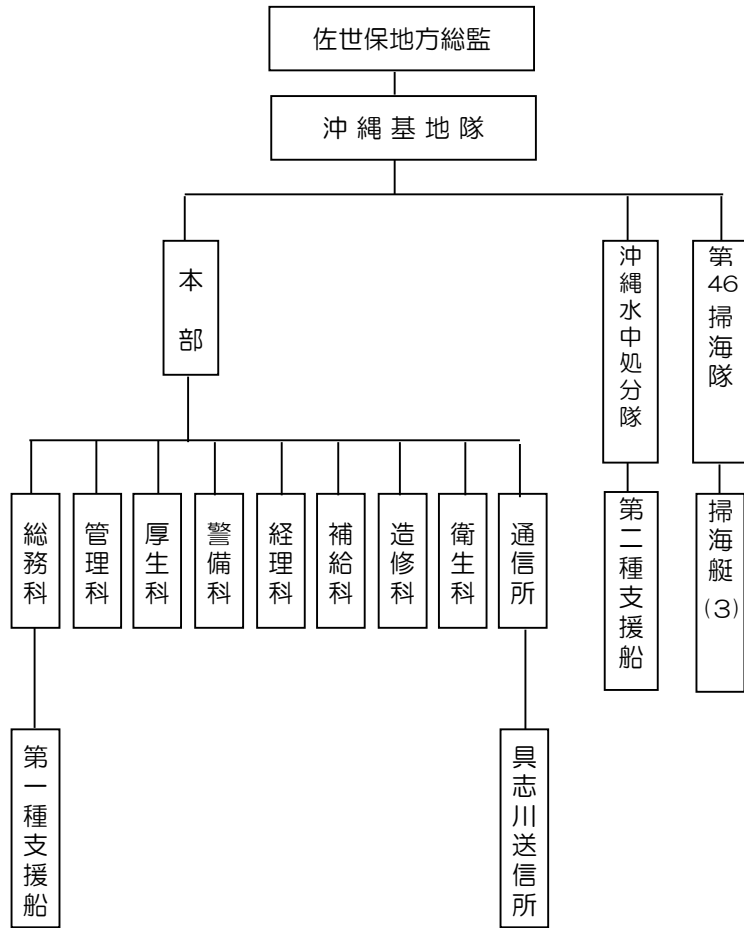 佐世保地方総監
沖縄基地隊
本部
沖縄水中処分隊
第46掃海隊
総務科
管理科
厚生科
警備科
経理科
補給科
造修科
衛生科
通信所
第二種支援船
掃海艇(3)
第一種支援船
具志川送信所